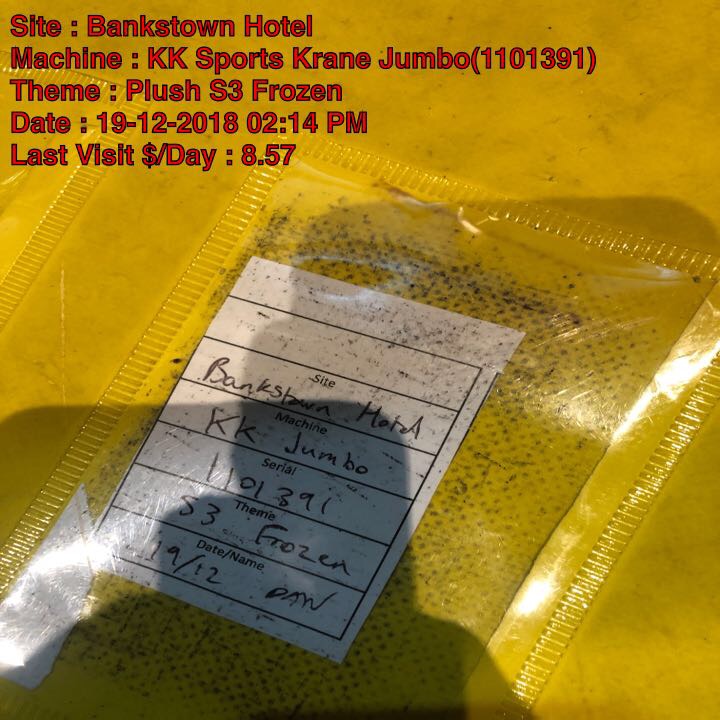 Site : Bankstown Hotel
Machine : KK Sports Krane Jumbo(1101391)
Theme : Plush S3 Frozen
Date : 19-12-2018 02:14 PM
Last Visit $/Day : 8.57
Site
Bankstown Hotel
Machine
KK Jumbo
Serial
1101391
Theme
S3 Frozen
Date/Name
19/12 DAN